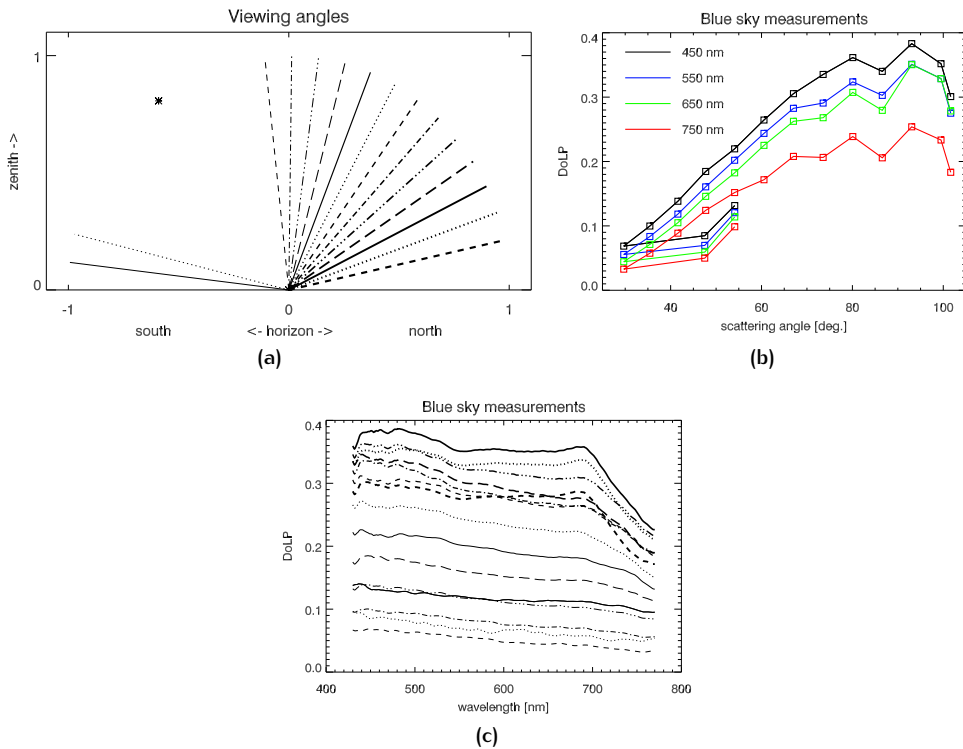 Viewing angles
1
zenith ->
0
-1
0
1
south
<- horizon ->
north
(a)
Blue sky measurements
0.4
0.3
0.2
0.1
0.0
DoLP
450 nm
550 nm
650 nm
750 nm
40
60
80
100
scattering angle [deg.]
(b)
Blue sky measurements
0.4
0.3
0.2
0.1
0.0
DoLP
400
500
600
700
800
wavelength [nm]
(c)